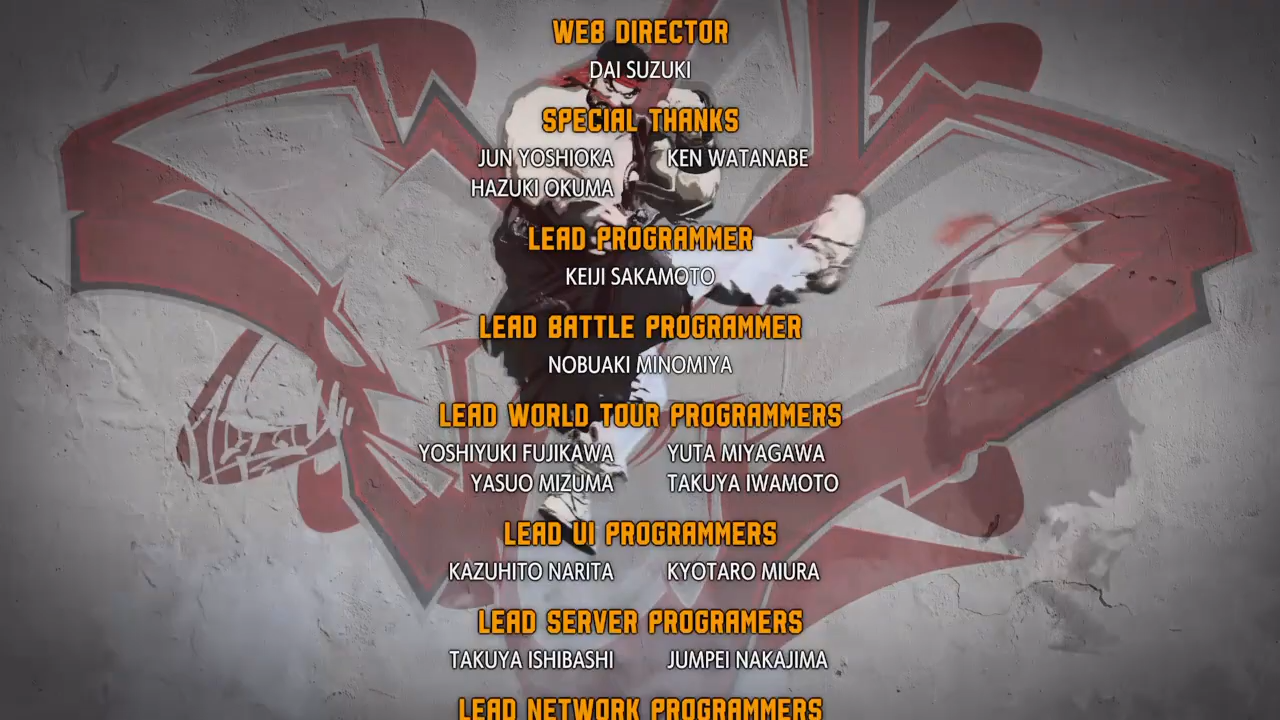 WEB DIRECTOR
DAI SUZUKI
SPECIAL THANKS
JUN YOSHIOKA KEN WATANABE
HAZUKI OKUMA
LEAD PROGRAMMER
KEIJI SAKAMOTO
LEAD BATTLE PROGRAMMER
NOBUAKI MINOMIYA
LEAD WORLD TOUR PROGRAMMERS
YOSHIYUKI FUJIKAWA YUTA MIYAGAWA
YASUO MIZUMA TAKUYA IWAMOTO
LEAD UI PROGRAMMERS
KAZUHITO NARITA KYOTARO MIURA
LEAD SERVER PROGRAMERS
TAKUYA ISHIBASHI JUMPEI NAKAJIMA
LEAD NETWORK PROGRAMMERS